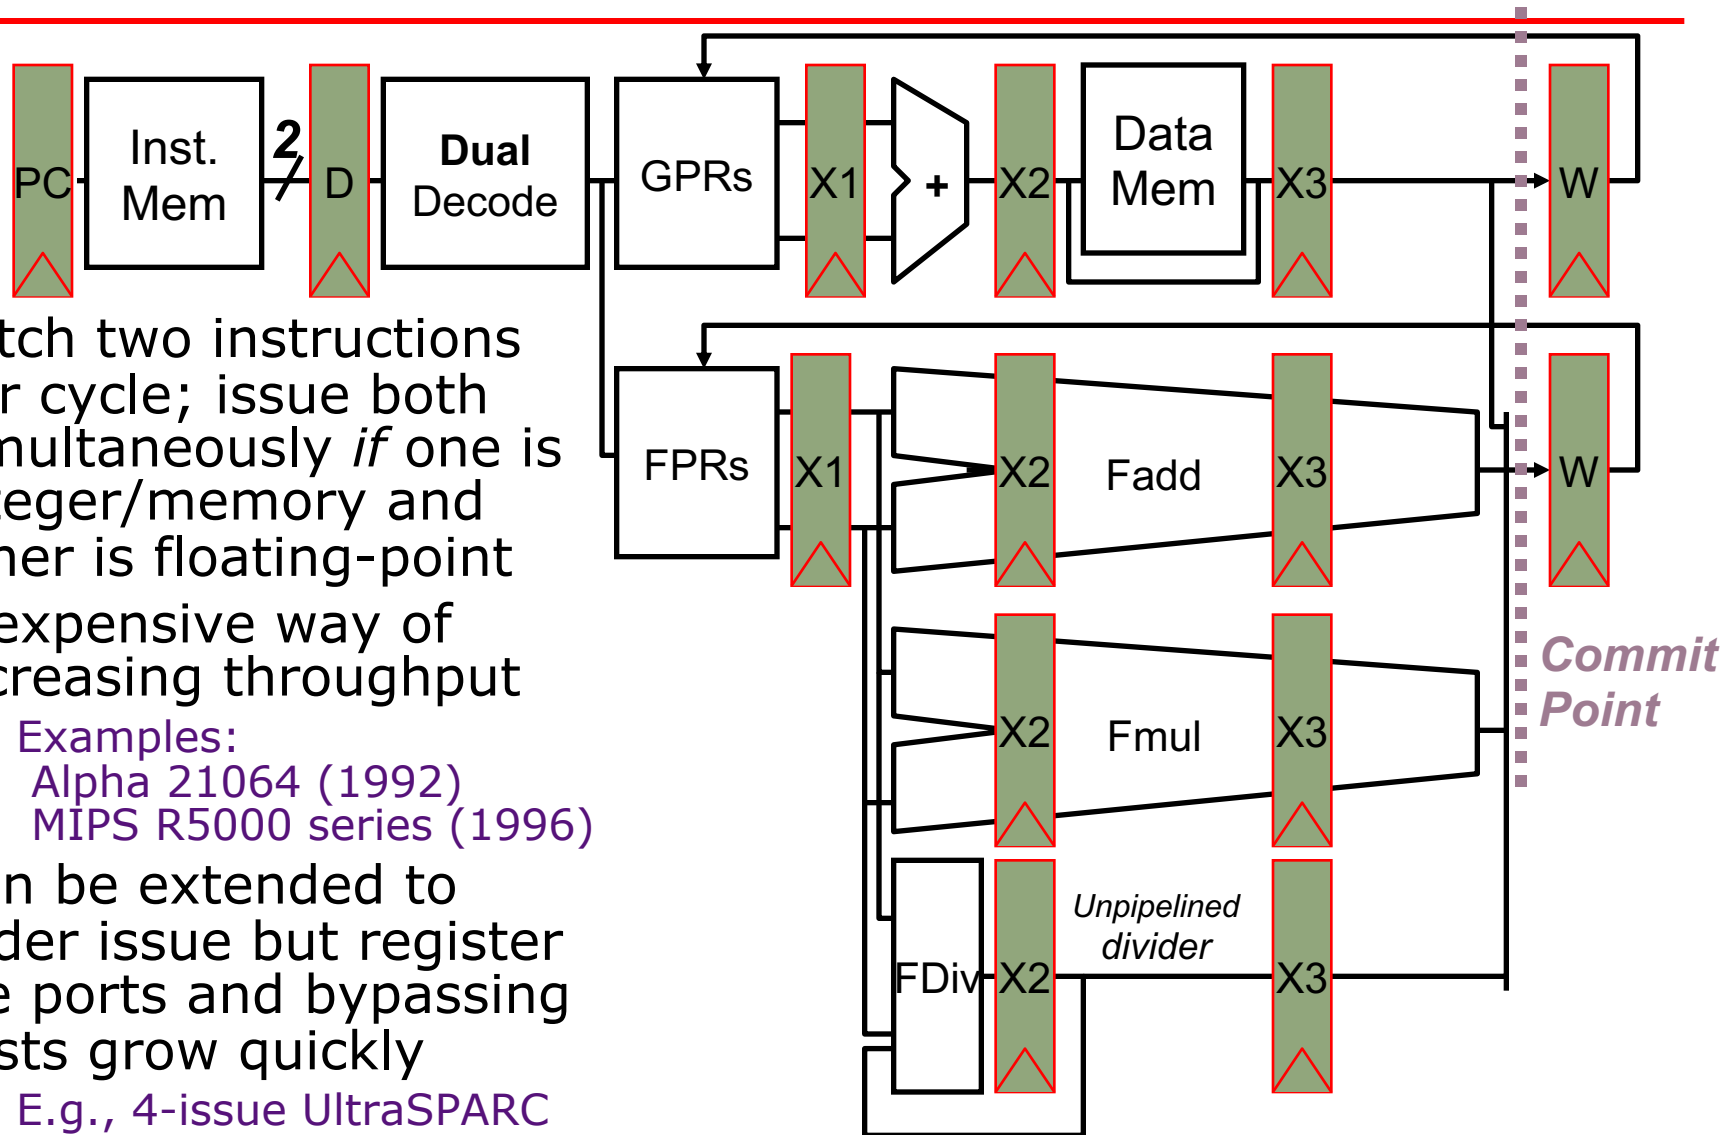 PC
Inst.
Mem
2
D
Dual
Decode
GPRs
X1
+
X2
Data
Mem
X3
W
tch two instructions
r cycle; issue both
multaneously if one is
teger/memory and
her is floating-point
FPRs
X1
X2
Fadd
X3
W
expensive way of
creasing throughput
Examples:
Alpha 21064 (1992)
MIPS R5000 series (1996)
X2
Fmul
X3
Commit
Point
n be extended to
der issue but register
e ports and bypassing
sts grow quickly
E.g., 4-issue UltraSPARC
FDiv
X2
Unpipelined
divider
X3